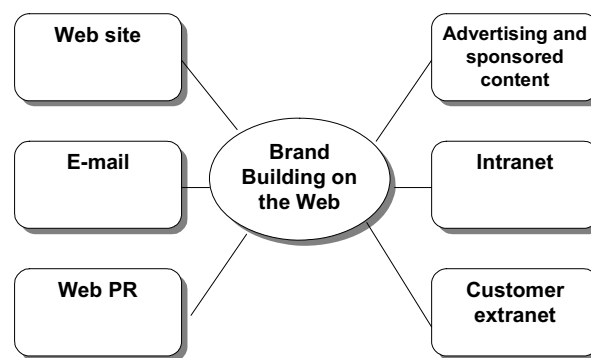 Web site
Advertising and
sponsored
content
E-mail
Brand
Building on
the Web
Intranet
Web PR
Customer
extranet